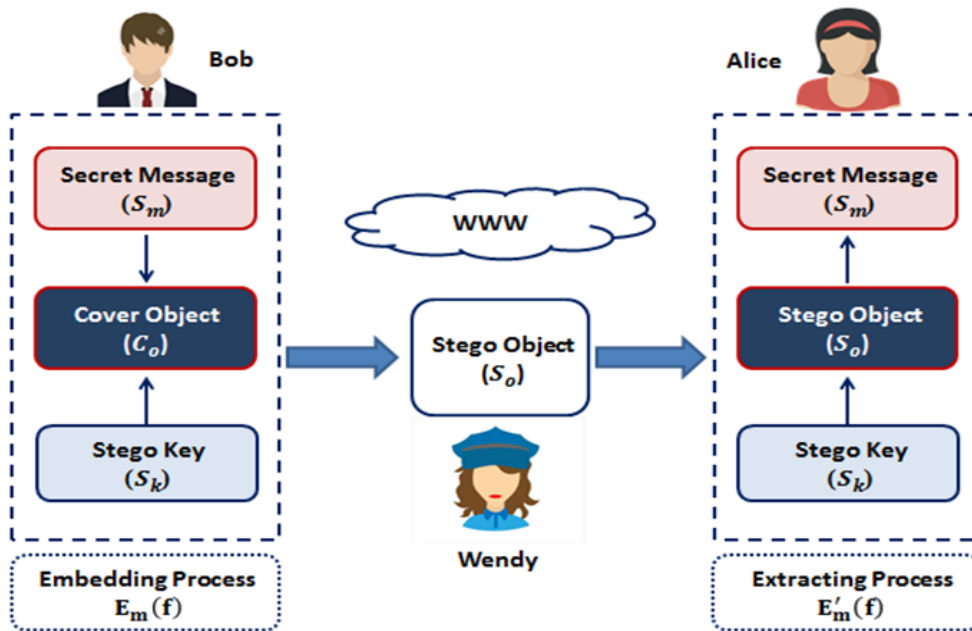 Bob
Secret Message
(Sₘ)
Cover Object
(Cₒ)
Stego Key
(Sₖ)
Embedding Process
Eₘ(f)
WWW
Stego Object
(Sₒ)
Wendy
Alice
Secret Message
(Sₘ)
Stego Object
(Sₒ)
Stego Key
(Sₖ)
Extracting Process
E′ₘ(f)